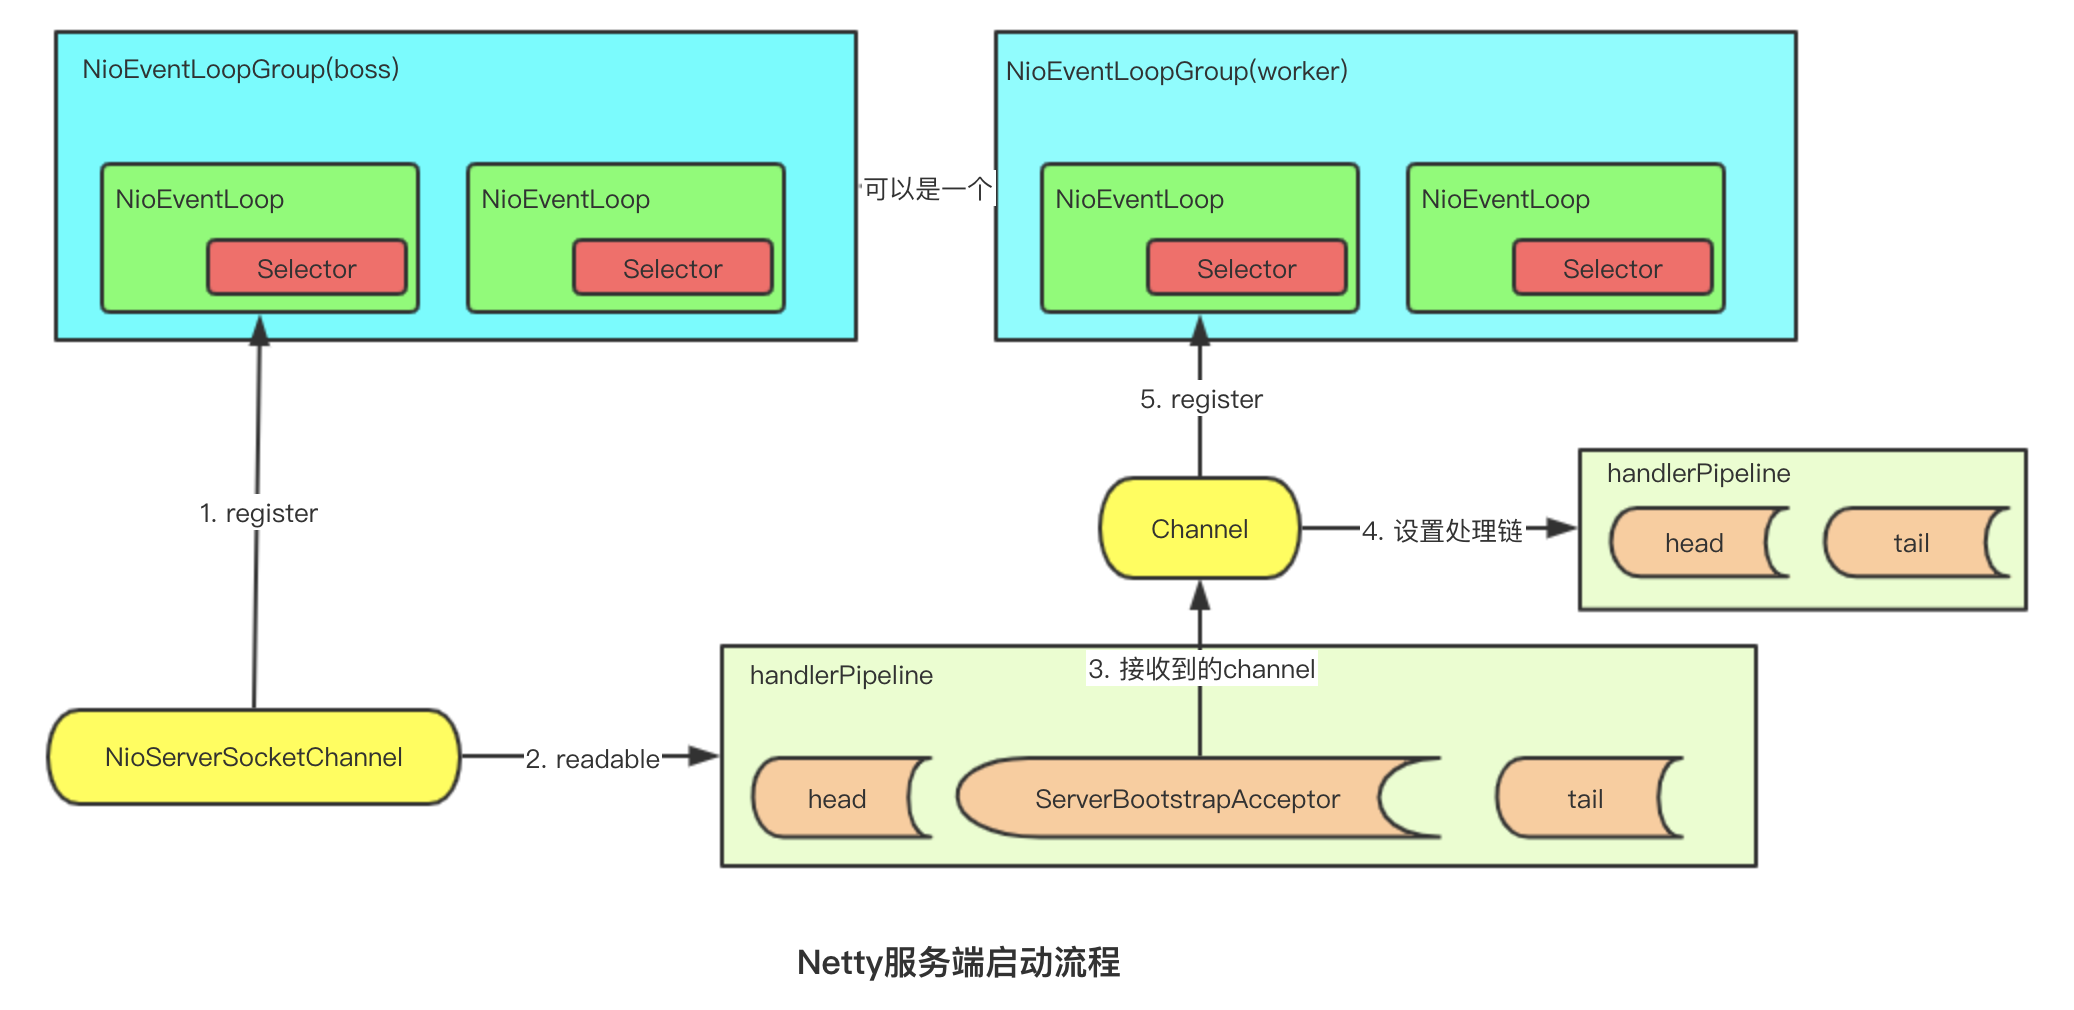 NioEventLoopGroup(boss)
NioEventLoop
Selector
NioEventLoop
Selector
可以是一个
NioEventLoopGroup(worker)
NioEventLoop
Selector
NioEventLoop
Selector
1. register
5. register
Channel
4. 设置处理链
handlerPipeline
head
tail
NioServerSocketChannel
2. readable
handlerPipeline
3. 接收到的channel
head
ServerBootstrapAcceptor
tail
Netty服务端启动流程